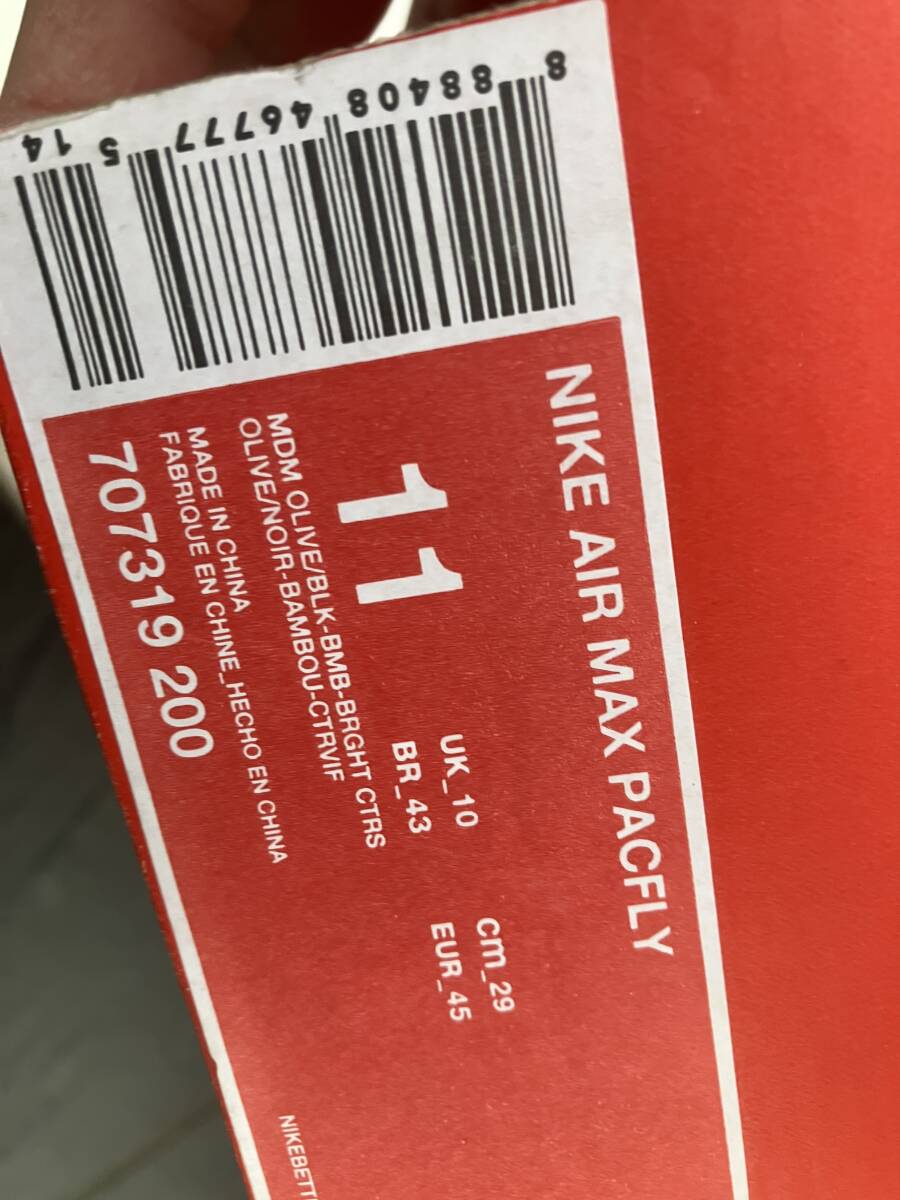 NIKE AIR MAX PACFLY
11
UK_10 cm_29
BR_43 EUR_45
MDM OLIVE/BLK-BMB-BRGHT CTRS
OLIVE/NOIR-BAMBOU-CTRVIF
MADE IN CHINA
FABRIQUE EN CHINE_HECHO EN CHINA
707319 200
8 88408 46777 5 14